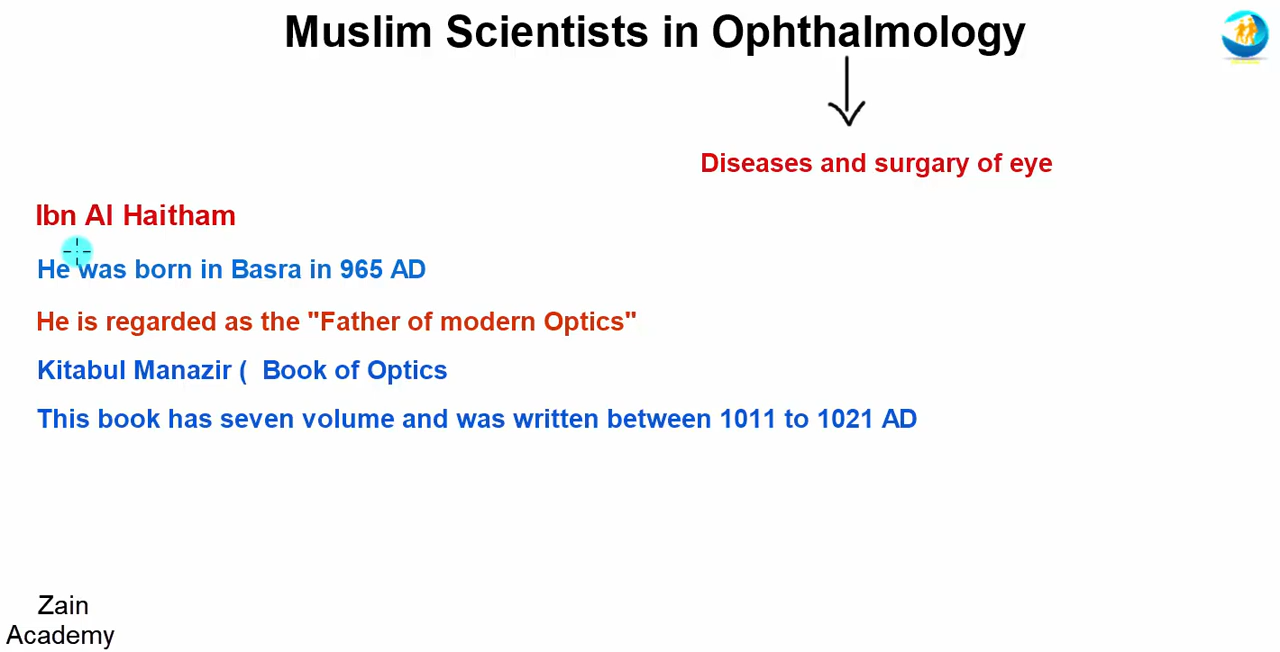 Muslim Scientists in Ophthalmology
Diseases and surgary of eye
Ibn Al Haitham
He was born in Basra in 965 AD
He is regarded as the "Father of modern Optics"
Kitabul Manazir (  Book of Optics
This book has seven volume and was written between 1011 to 1021 AD
Zain
Academy